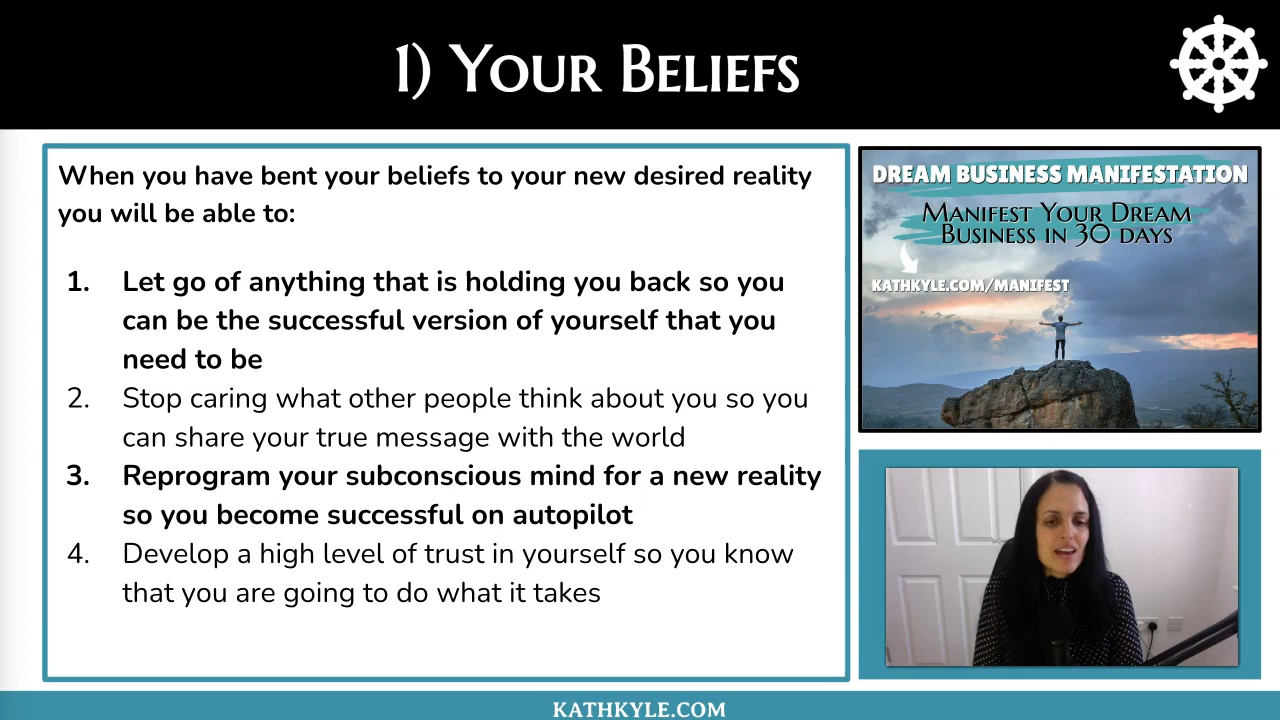 1) Your Beliefs
When you have bent your beliefs to your new desired reality
you will be able to:
1. Let go of anything that is holding you back so you
can be the successful version of yourself that you
need to be
2. Stop caring what other people think about you so you
can share your true message with the world
3. Reprogram your subconscious mind for a new reality
so you become successful on autopilot
4. Develop a high level of trust in yourself so you know
that you are going to do what it takes
DREAM BUSINESS MANIFESTATION
Manifest Your Dream
Business in 30 days
KATHKYLE.COM/MANIFEST
KATHKYLE.COM